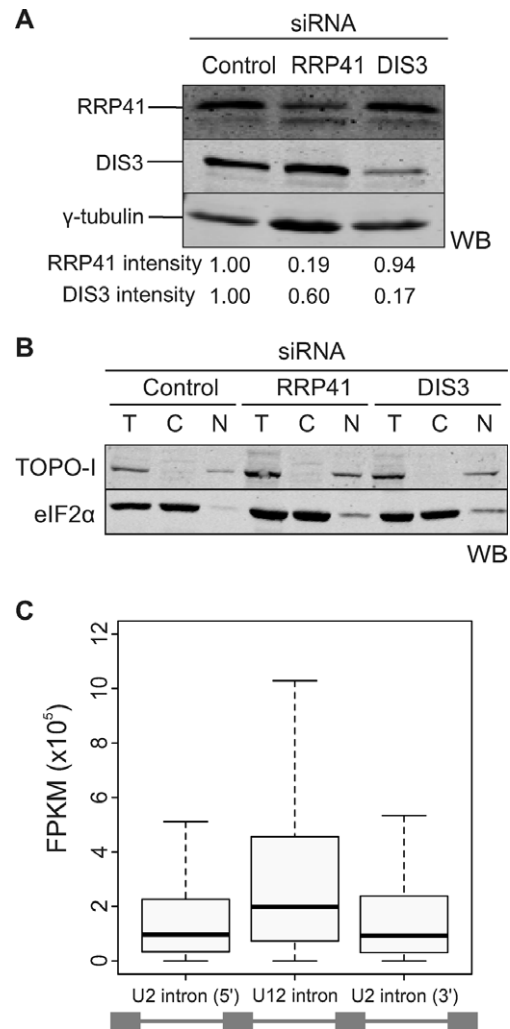 A
siRNA
Control RRP41 DIS3
RRP41
DIS3
γ-tubulin
WB
RRP41 intensity 1.00 0.19 0.94
DIS3 intensity 1.00 0.60 0.17
B
siRNA
Control RRP41 DIS3
T C N T C N T C N
TOPO-I
eIF2α
WB
C
FPKM (x10⁵)
12
10
8
6
4
2
0
U2 intron (5') U12 intron U2 intron (3')